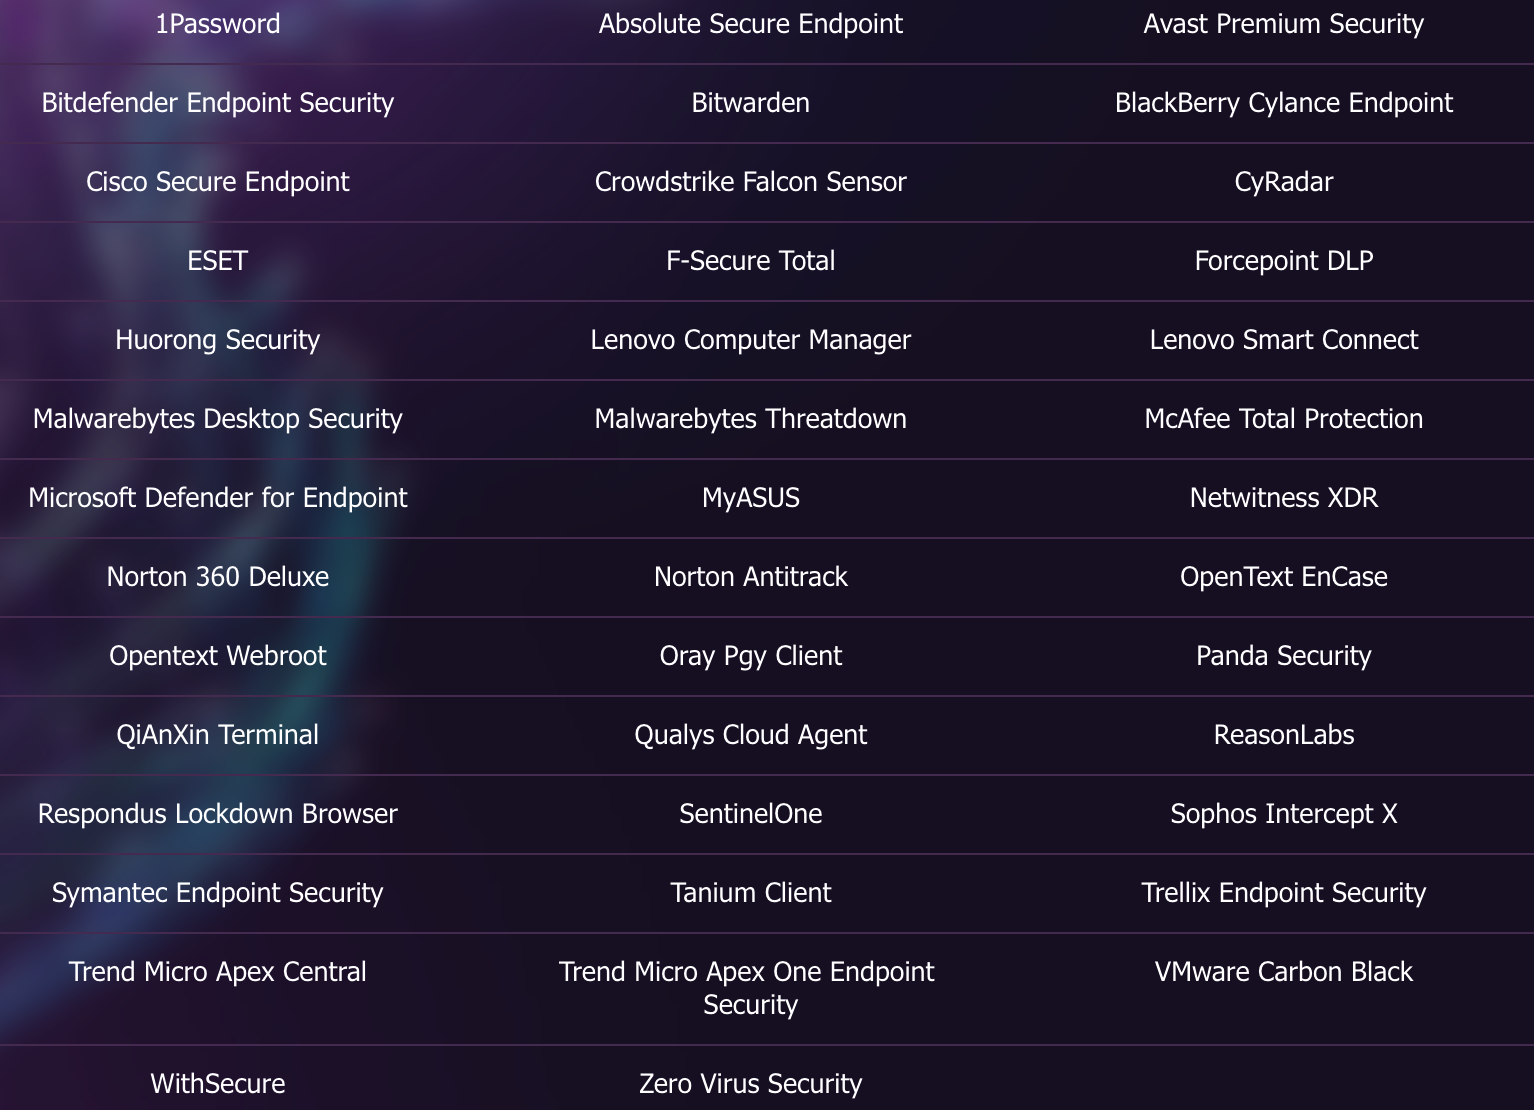 1Password
Absolute Secure Endpoint
Avast Premium Security
Bitdefender Endpoint Security
Bitwarden
BlackBerry Cylance Endpoint
Cisco Secure Endpoint
Crowdstrike Falcon Sensor
CyRadar
ESET
F-Secure Total
Forcepoint DLP
Huorong Security
Lenovo Computer Manager
Lenovo Smart Connect
Malwarebytes Desktop Security
Malwarebytes Threatdown
McAfee Total Protection
Microsoft Defender for Endpoint
MyASUS
Netwitness XDR
Norton 360 Deluxe
Norton Antitrack
OpenText EnCase
Opentext Webroot
Oray Pgy Client
Panda Security
QiAnXin Terminal
Qualys Cloud Agent
ReasonLabs
Respondus Lockdown Browser
SentinelOne
Sophos Intercept X
Symantec Endpoint Security
Tanium Client
Trellix Endpoint Security
Trend Micro Apex Central
Trend Micro Apex One Endpoint
Security
VMware Carbon Black
WithSecure
Zero Virus Security